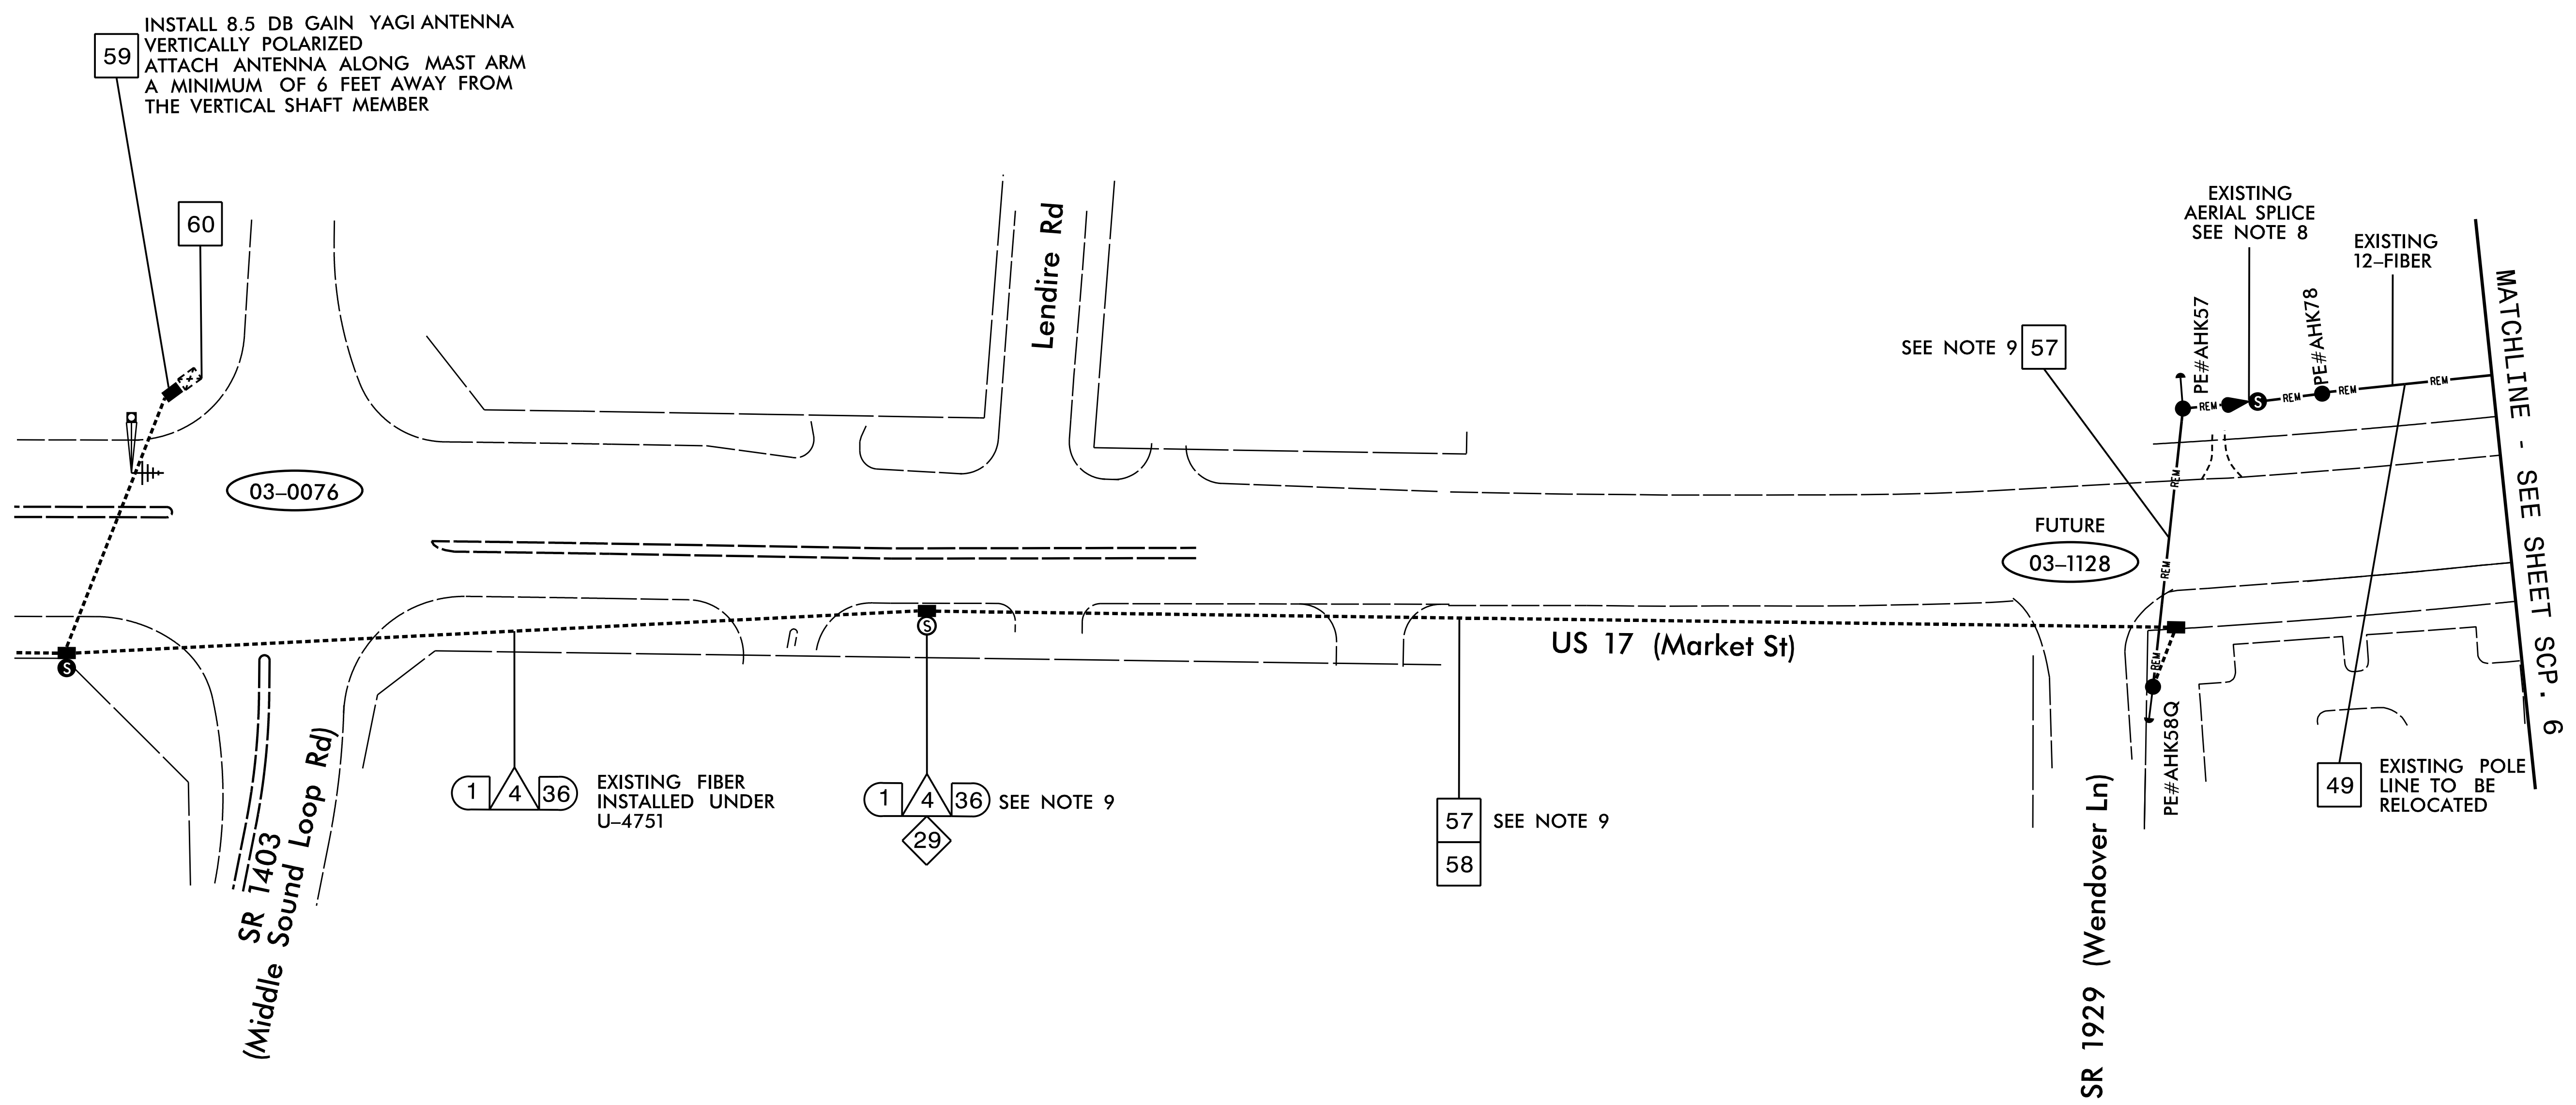 INSTALL 8.5 DB GAIN YAGI ANTENNA
VERTICALLY POLARIZED
ATTACH ANTENNA ALONG MAST ARM
A MINIMUM OF 6 FEET AWAY FROM
THE VERTICAL SHAFT MEMBER
59
60
03–0076
Lendire Rd
EXISTING
AERIAL SPLICE
SEE NOTE 8
EXISTING
12–FIBER
SEE NOTE 9
57
PE#AHK57
PE#AHK78
REM
REM
REM
REM
REM
REM
REM
S
MATCHLINE - SEE SHEET SCP. 6
FUTURE
03–1128
US 17 (Market St)
S
S
1
4
36
EXISTING FIBER
INSTALLED UNDER
U–4751
1
4
36
SEE NOTE 9
29
57
SEE NOTE 9
58
PE#AHK58Q
49
EXISTING POLE
LINE TO BE
RELOCATED
SR 1403
(Middle Sound Loop Rd)
SR 1929 (Wendover Ln)